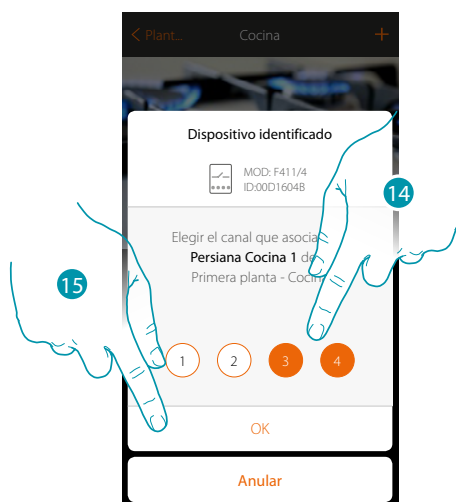 < Plant... Cocina +
Dispositivo identificado
MOD: F411/4
ID:00D1604B
14
Elegir el canal que asocia
Persiana Cocina 1 de
Primera planta - Cocin
15
1 2 3 4
OK
Anular